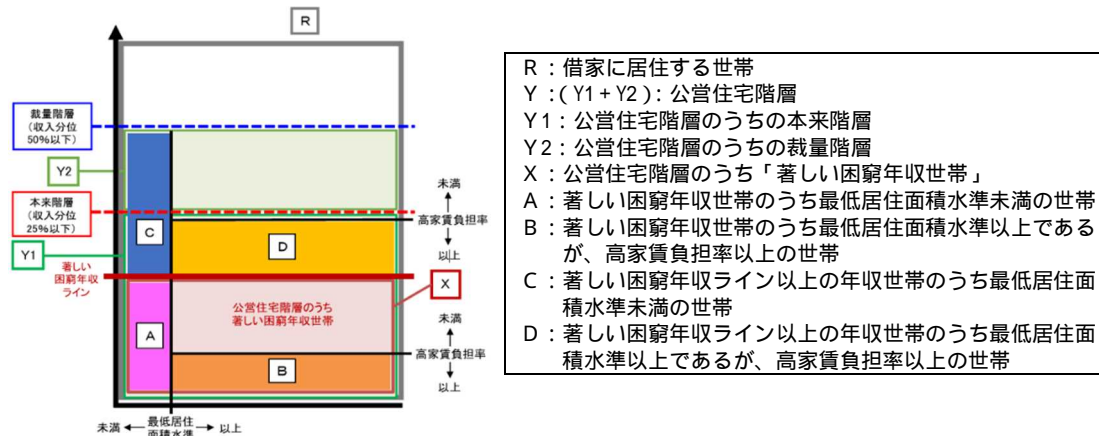 R
裁量階層
(収入分位
50%以下)
Y2
本来階層
(収入分位
25%以下)
Y1
著しい
困窮年収
ライン
C
D
A
B
公営住宅階層のうち
著しい困窮年収世帯
未満
高家賃負担率
以上
X
未満
高家賃負担率
以上
未満
最低居住
面積水準
以上
R:借家に居住する世帯
Y:(Y1+Y2):公営住宅階層
Y1:公営住宅階層のうちの本来階層
Y2:公営住宅階層のうちの裁量階層
X:公営住宅階層のうち「著しい困窮年収世帯」
A:著しい困窮年収世帯のうち最低居住面積水準未満の世帯
B:著しい困窮年収世帯のうち最低居住面積水準以上である
が、高家賃負担率以上の世帯
C:著しい困窮年収ライン以上の年収世帯のうち最低居住面
積水準未満の世帯
D:著しい困窮年収ライン以上の年収世帯のうち最低居住面
積水準以上であるが、高家賃負担率以上の世帯